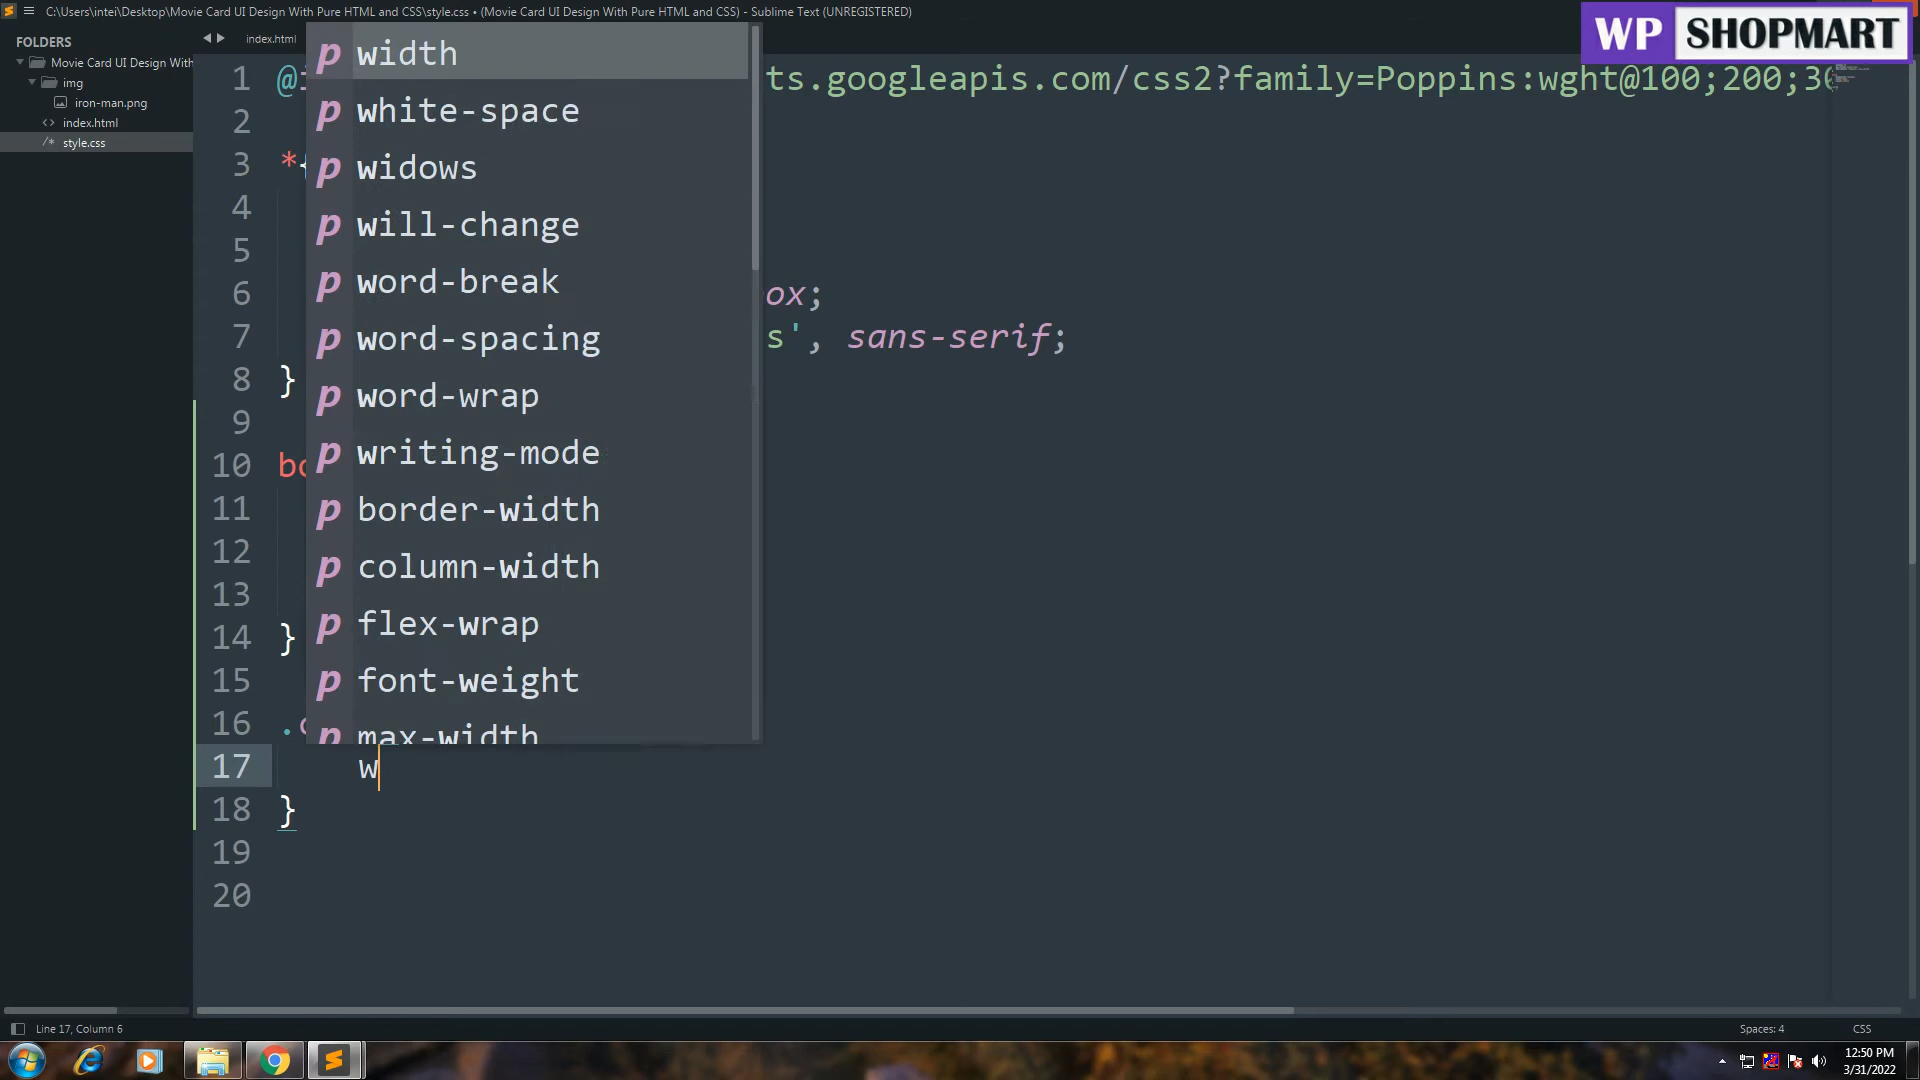 C:\Users\intei\Desktop\Movie Card UI Design With Pure HTML and CSS\style.css • (Movie Card UI Design With Pure HTML and CSS) - Sublime Text (UNREGISTERED)
WP SHOPMART
FOLDERS
Movie Card UI Design With
img
iron-man.png
index.html
style.css
index.html
p width
p white-space
p widows
p will-change
p word-break
p word-spacing
p word-wrap
p writing-mode
p border-width
p column-width
p flex-wrap
p font-weight
p max-width
1 @i ts.googleapis.com/css2?family=Poppins:wght@100;200;30
2
3 *{
4
5
6 ox;
7 s', sans-serif;
8 }
9
10 bo
11
12
13
14 }
15
16 .c
17 w
18 }
19
20
Line 17, Column 6
Spaces: 4
CSS
12:50 PM
3/31/2022